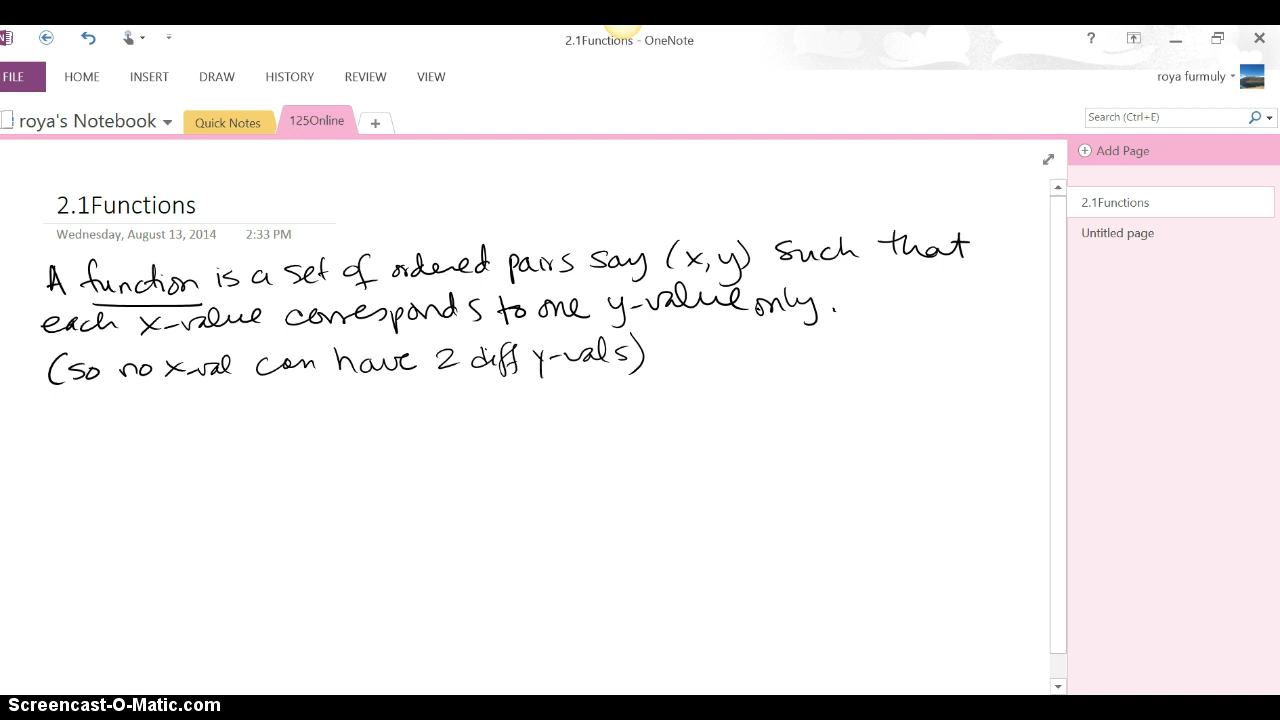 2.1Functions - OneNote
?
FILE HOME INSERT DRAW HISTORY REVIEW VIEW
roya furmuly
roya's Notebook Quick Notes 125Online +
Search (Ctrl+E)
Add Page
2.1Functions
Untitled page
2.1Functions
Wednesday, August 13, 2014 2:33 PM
A function is a set of ordered pairs say (x,y) such that
each x-value corresponds to one y-value only.
(so no x-val can have 2 diff y-vals)
Screencast-O-Matic.com